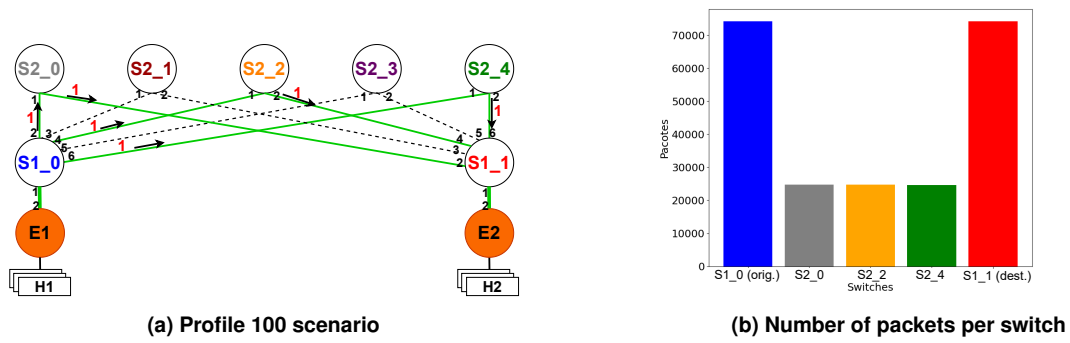 S2_0 S2_1 S2_2 S2_3 S2_4
1 1 1 2 1 2 1 1 2 1 2
1 1 1 1
2 3 4 5 6
4 5 6
3
2
S1_0 S1_1
1 1
2 2
E1 E2
H1 H2
(a) Profile 100 scenario
70000
60000
50000
40000
30000
20000
10000
0
Pacotes
S1_0 (orig.) S2_0 S2_2 S2_4 S1_1 (dest.)
Switches
(b) Number of packets per switch